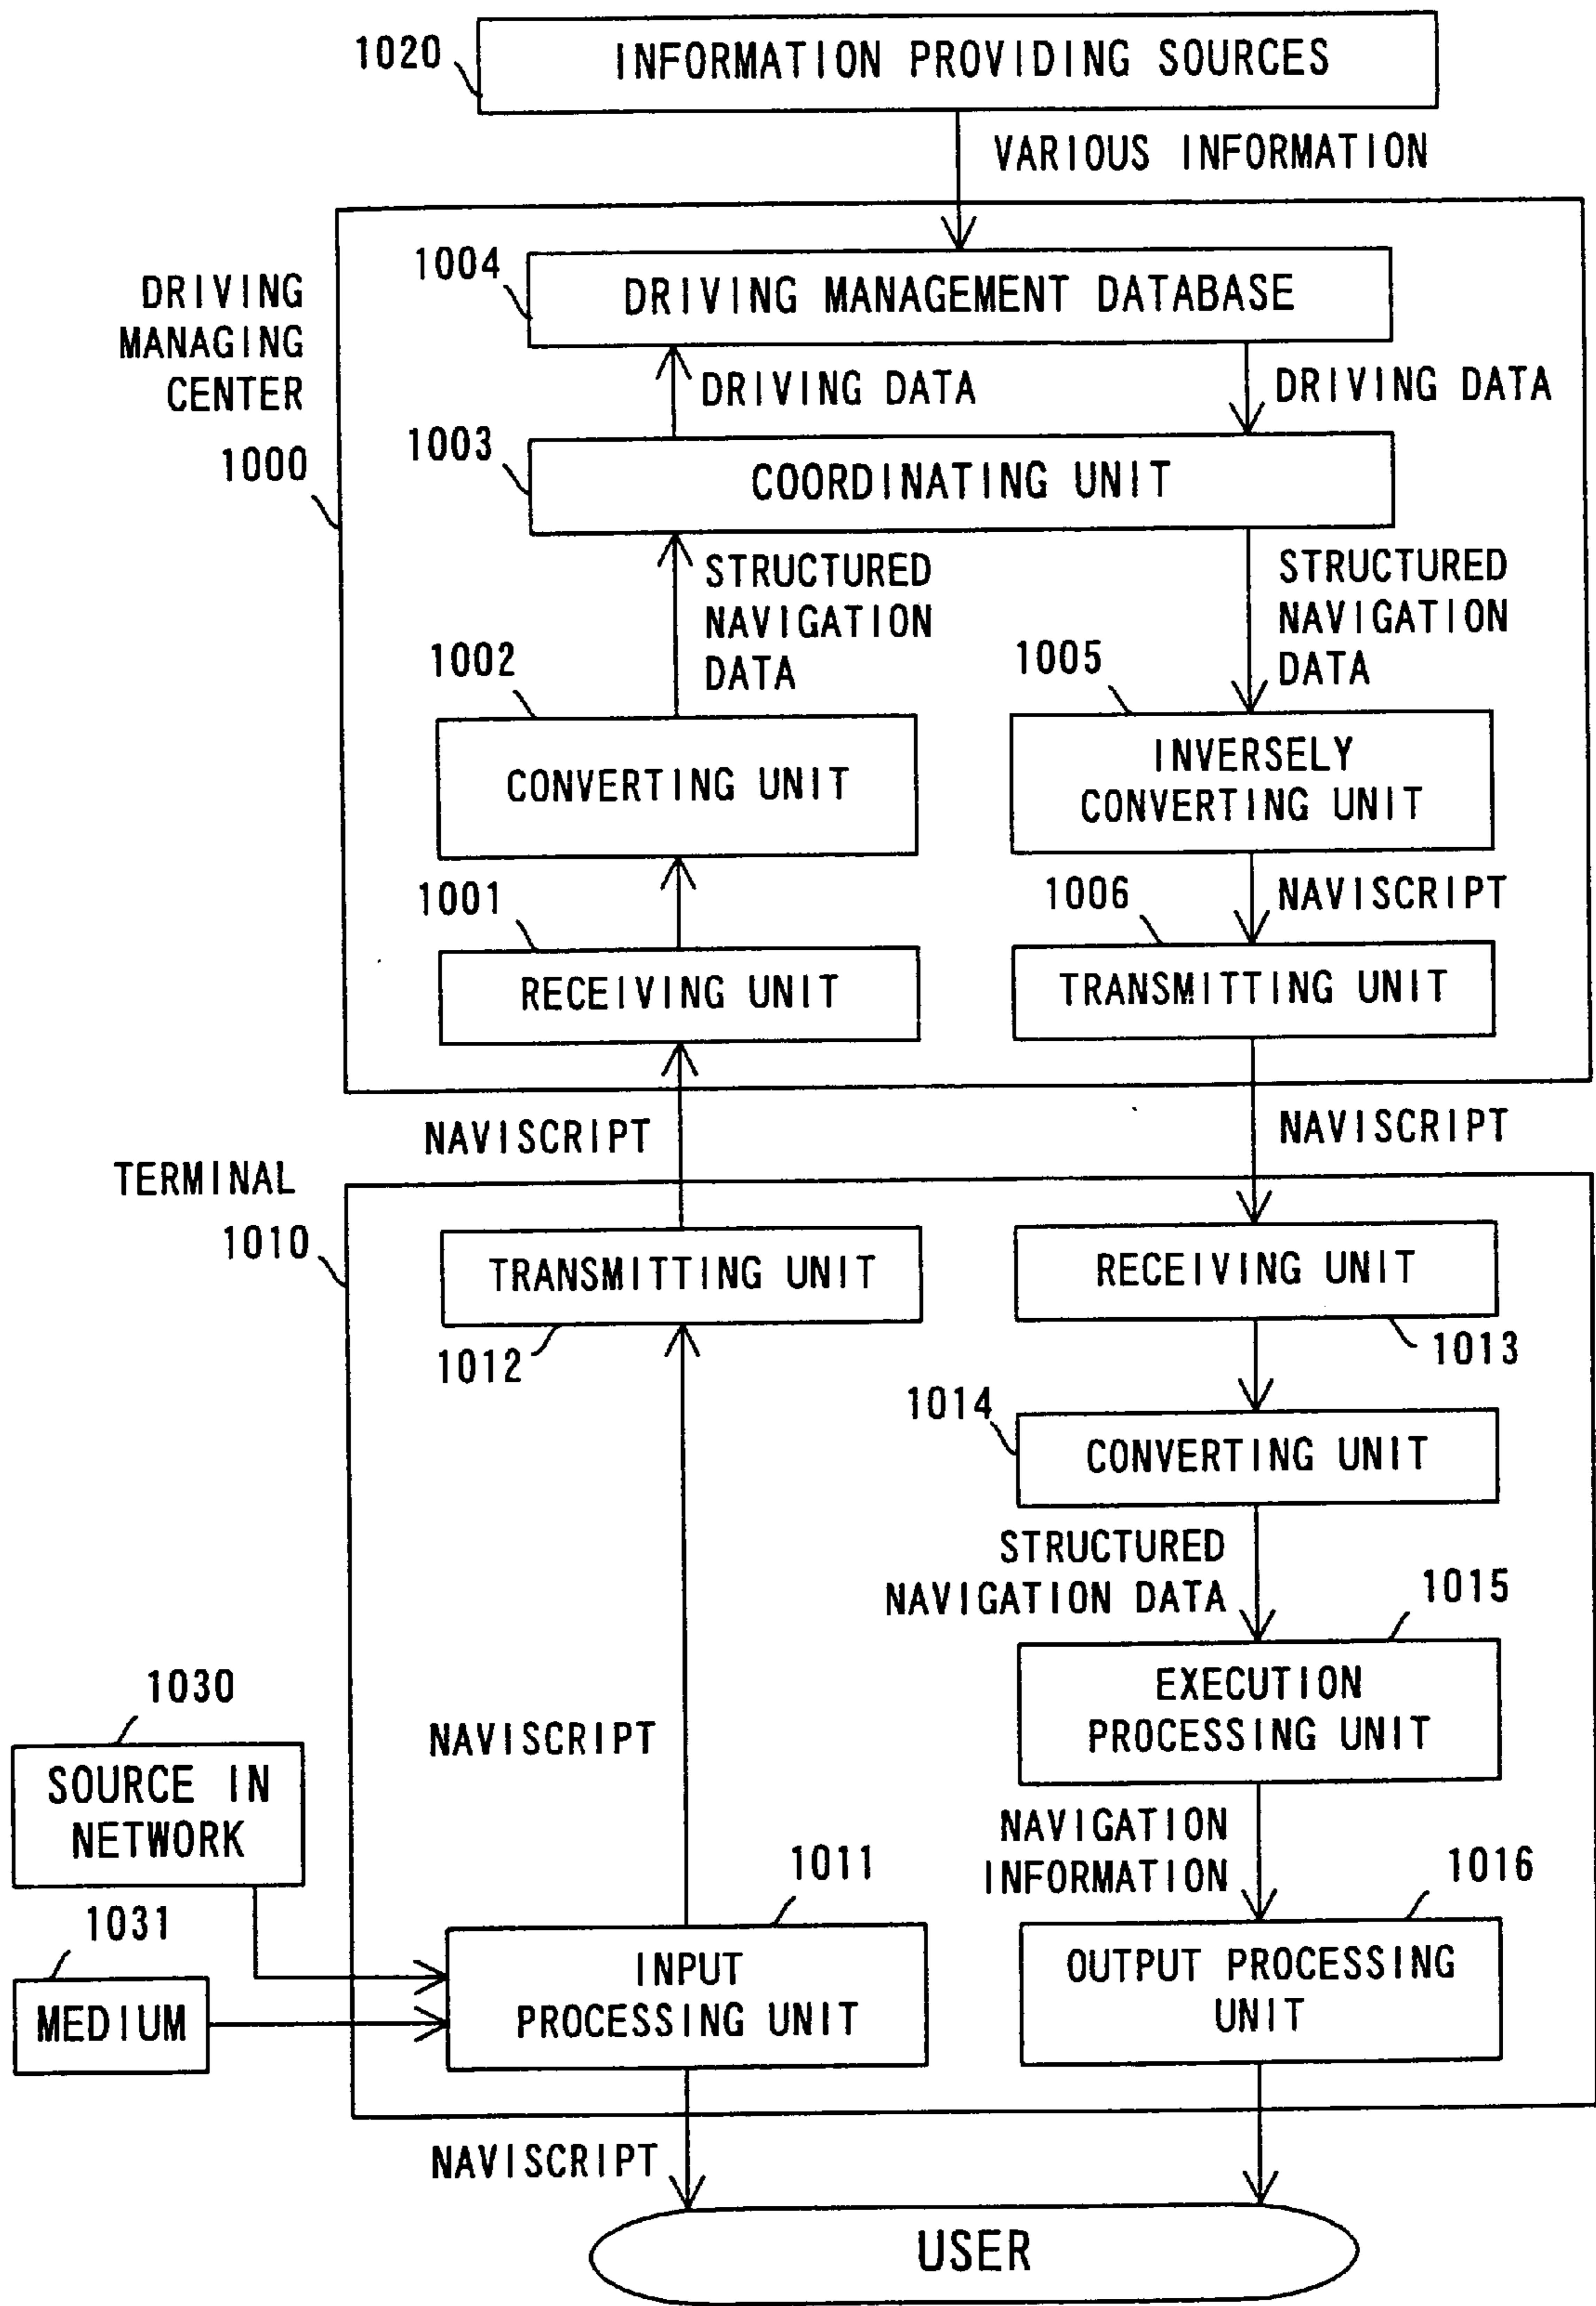 1020
INFORMATION PROVIDING SOURCES
VARIOUS INFORMATION
DRIVING
MANAGING
CENTER
1000
1004
DRIVING MANAGEMENT DATABASE
DRIVING DATA
DRIVING DATA
1003
COORDINATING UNIT
STRUCTURED
NAVIGATION
DATA
STRUCTURED
NAVIGATION
DATA
1002
CONVERTING UNIT
1005
INVERSELY
CONVERTING UNIT
1001
RECEIVING UNIT
1006
NAVISCRIPT
TRANSMITTING UNIT
NAVISCRIPT
NAVISCRIPT
TERMINAL
1010
TRANSMITTING UNIT
1012
RECEIVING UNIT
1013
1014
CONVERTING UNIT
STRUCTURED
NAVIGATION DATA
1015
EXECUTION
PROCESSING UNIT
NAVISCRIPT
1030
SOURCE IN
NETWORK
1031
MEDIUM
1011
INPUT
PROCESSING UNIT
NAVIGATION
INFORMATION
1016
OUTPUT PROCESSING
UNIT
NAVISCRIPT
USER